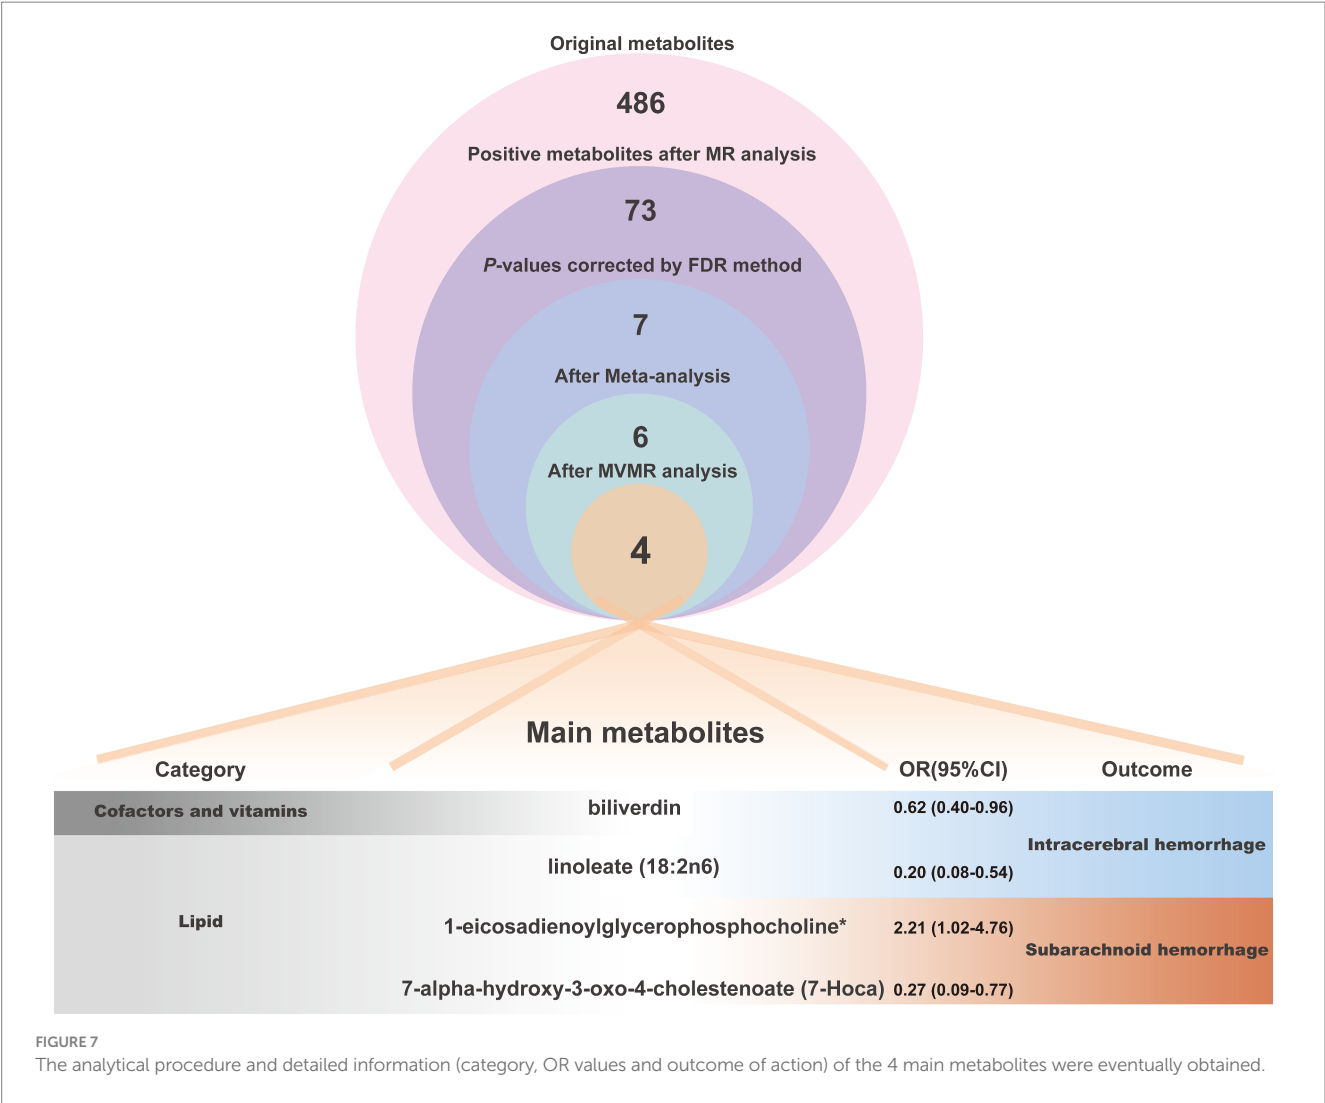 Original metabolites
486
Positive metabolites after MR analysis
73
P-values corrected by FDR method
7
After Meta-analysis
6
After MVMR analysis
4
Main metabolites
Category OR(95%CI) Outcome
Cofactors and vitamins biliverdin 0.62 (0.40-0.96)
Intracerebral hemorrhage
linoleate (18:2n6) 0.20 (0.08-0.54)
Lipid 1-eicosadienoylglycerophosphocholine* 2.21 (1.02-4.76)
Subarachnoid hemorrhage
7-alpha-hydroxy-3-oxo-4-cholestenoate (7-Hoca) 0.27 (0.09-0.77)
FIGURE 7
The analytical procedure and detailed information (category, OR values and outcome of action) of the 4 main metabolites were eventually obtained.